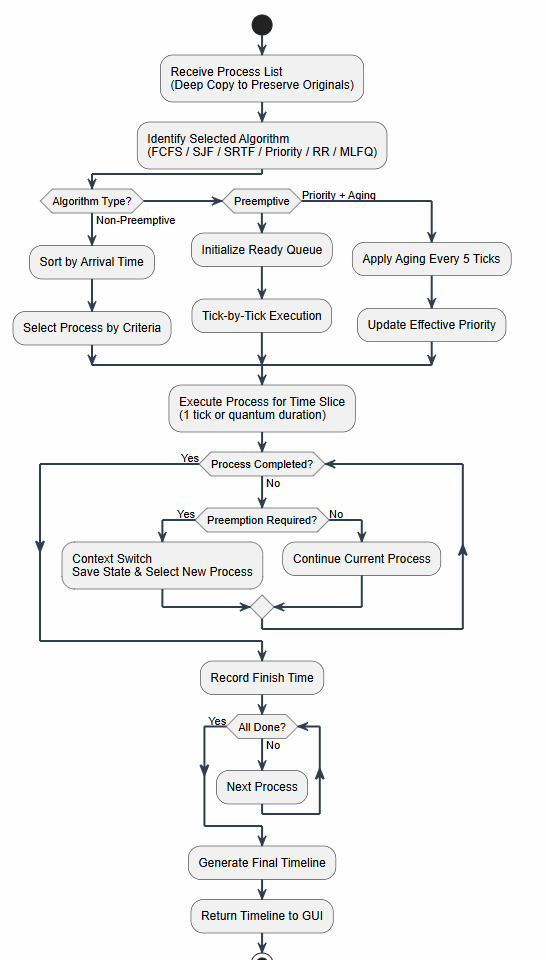 Receive Process List
(Deep Copy to Preserve Originals)
Identify Selected Algorithm
(FCFS / SJF / SRTF / Priority / RR / MLFQ)
Algorithm Type?
Preemptive
Priority + Aging
Non-Preemptive
Sort by Arrival Time
Select Process by Criteria
Initialize Ready Queue
Tick-by-Tick Execution
Apply Aging Every 5 Ticks
Update Effective Priority
Execute Process for Time Slice
(1 tick or quantum duration)
Yes
Process Completed?
No
Yes
Preemption Required?
No
Context Switch
Save State & Select New Process
Continue Current Process
Record Finish Time
Yes
All Done?
No
Next Process
Generate Final Timeline
Return Timeline to GUI